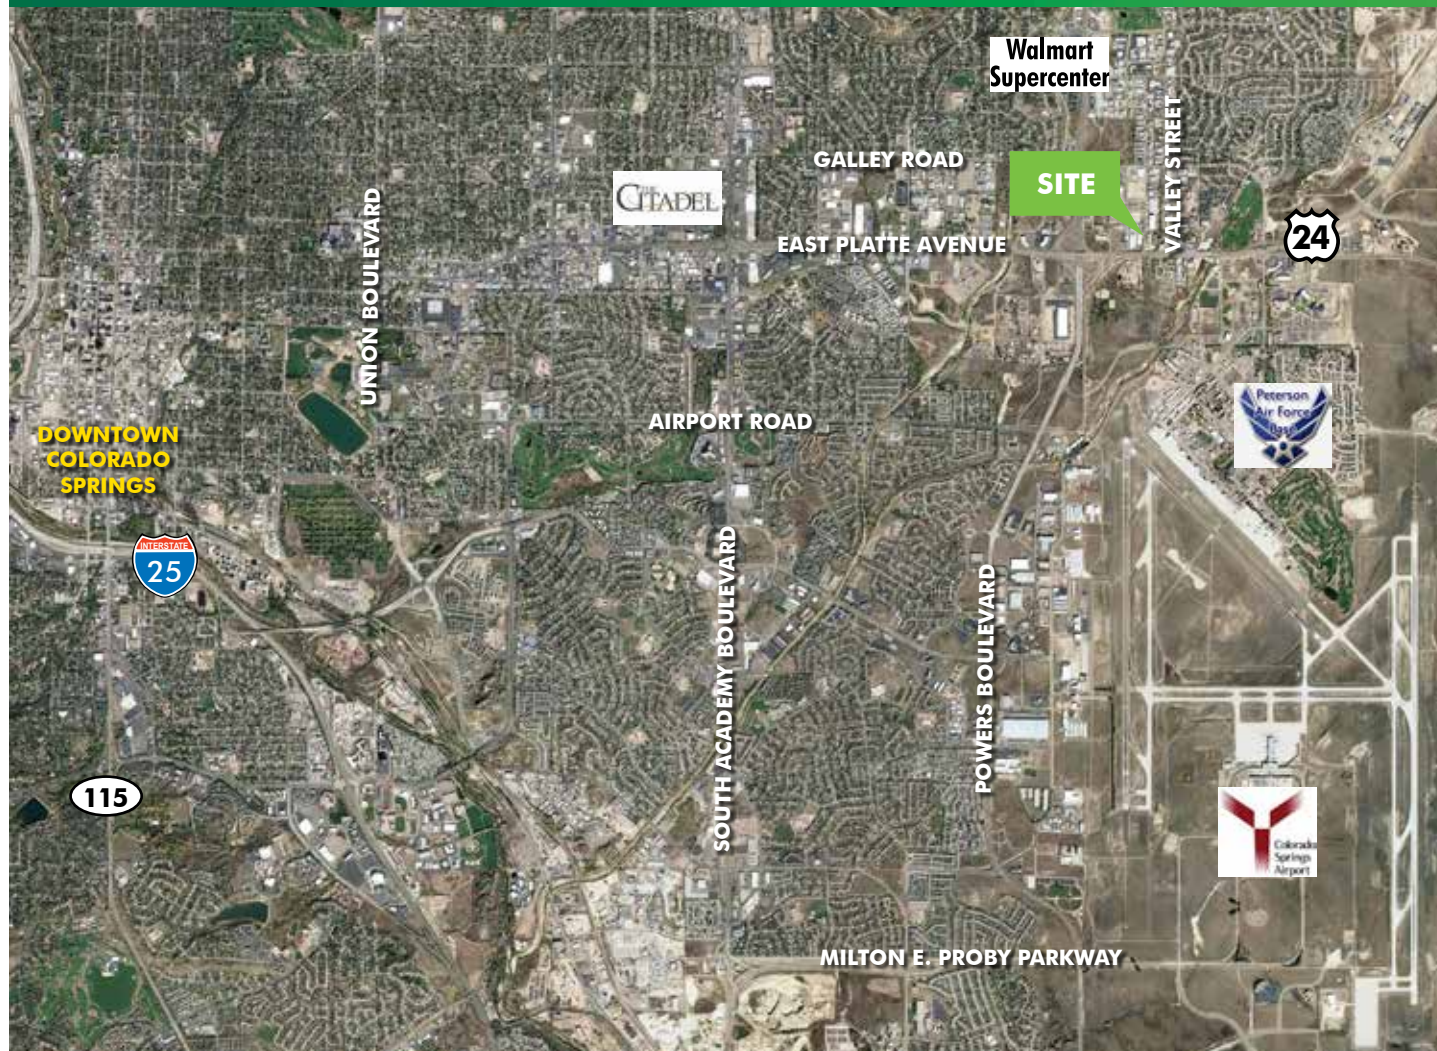 Walmart
Supercenter
GALLEY ROAD
SITE
VALLEY STREET
THE
CITADEL
UNION BOULEVARD
EAST PLATTE AVENUE
24
Peterson
Air Force
Base
AIRPORT ROAD
DOWNTOWN
COLORADO
SPRINGS
INTERSTATE
25
SOUTH ACADEMY BOULEVARD
POWERS BOULEVARD
115
Colorado
Springs
Airport
MILTON E. PROBY PARKWAY